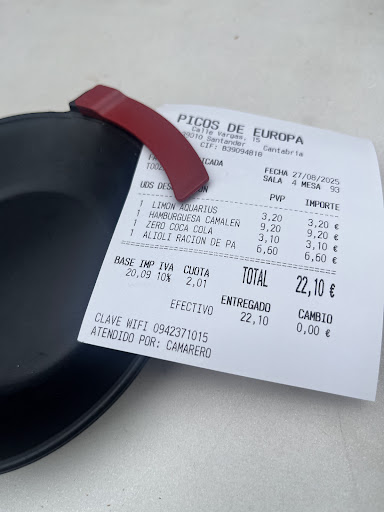 PICOS DE EUROPA
Calle Vargas, 15
39010 Santander Cantabria
CIF: B39094818
ICADA FECHA 27/08/2025
SALA 4 MESA 93
UDS DES ION PVP IMPORTE
1 LIMON AQUARIUS 3,20 3,20 €
1 HAMBURGUESA CAMALEÑ 9,20 9,20 €
1 ZERO COCA COLA 3,10 3,10 €
1 ALIOLI RACION DE PA 6,60 6,60 €
BASE IMP IVA CUOTA TOTAL 22,10 €
20,09 10% 2,01
ENTREGADO CAMBIO
EFECTIVO 22,10 0,00 €
CLAVE WIFI 0942371015
ATENDIDO POR: CAMARERO